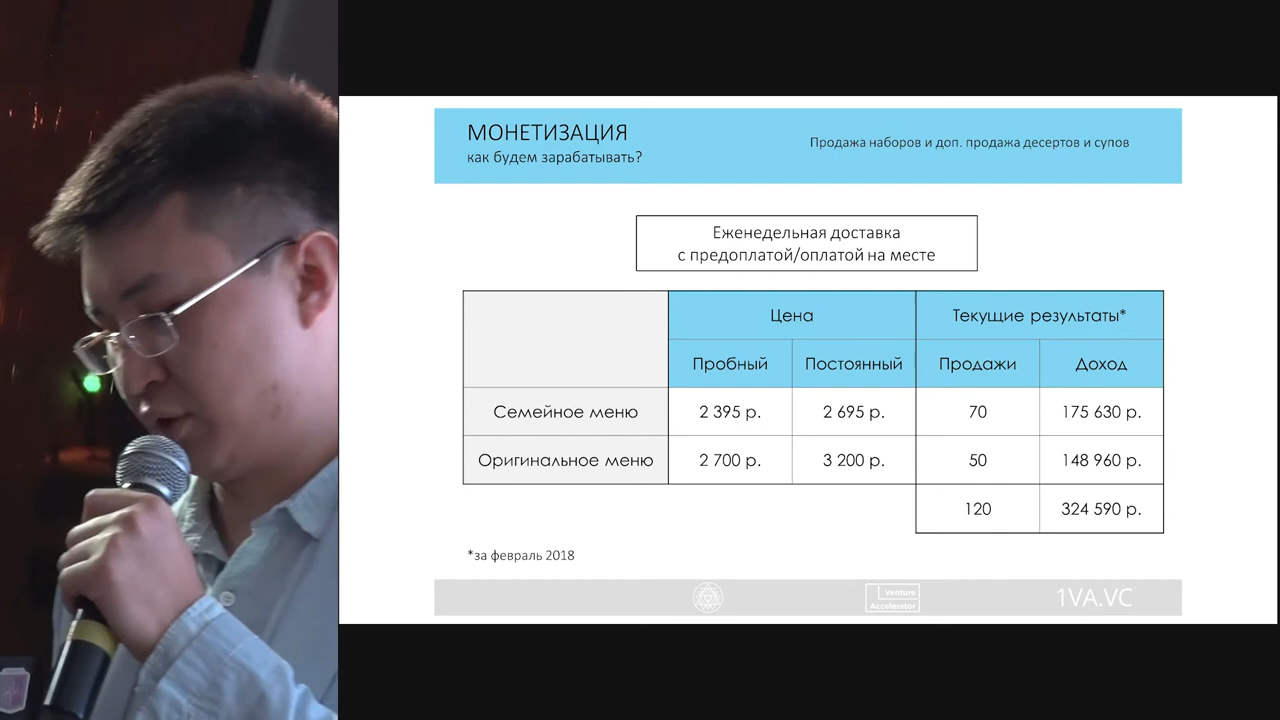 МОНЕТИЗАЦИЯ
как будем зарабатывать?
Продажа наборов и доп. продажа десертов и супов
Еженедельная доставка
с предоплатой/оплатой на месте
Цена Текущие результаты*
Пробный Постоянный Продажи Доход
Семейное меню 2 395 р. 2 695 р. 70 175 630 р.
Оригинальное меню 2 700 р. 3 200 р. 50 148 960 р.
120 324 590 р.
*за февраль 2018
Venture
Accelerator
1VA.VC